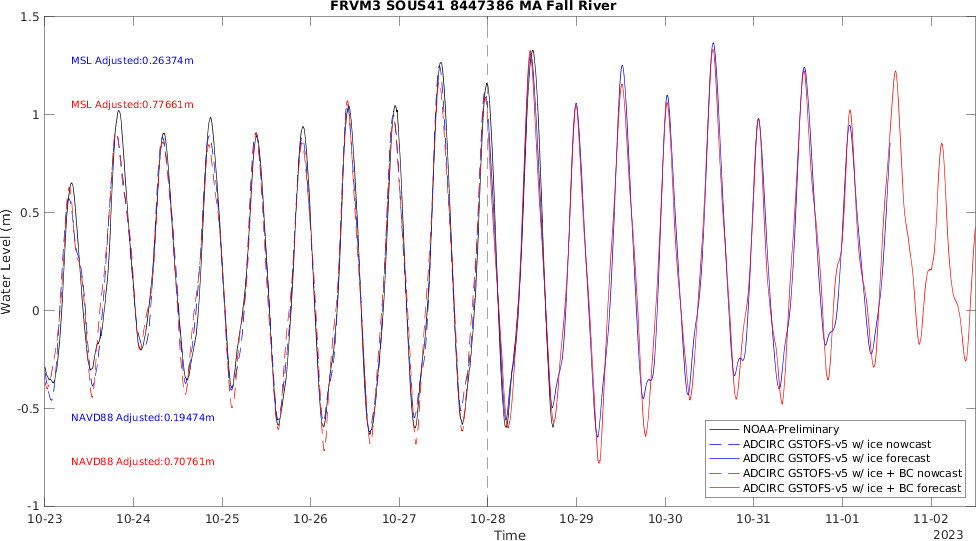 FRVM3 SOUS41 8447386 MA Fall River
1.5
1
0.5
0
-0.5
-1
Water Level (m)
MSL Adjusted:0.26374m
MSL Adjusted:0.77661m
NAVD88 Adjusted:0.19474m
NAVD88 Adjusted:0.70761m
NOAA-Preliminary
ADCIRC GSTOFS-v5 w/ ice nowcast
ADCIRC GSTOFS-v5 w/ ice forecast
ADCIRC GSTOFS-v5 w/ ice + BC nowcast
ADCIRC GSTOFS-v5 w/ ice + BC forecast
10-23 10-24 10-25 10-26 10-27 10-28 10-29 10-30 10-31 11-01 11-02
Time
2023